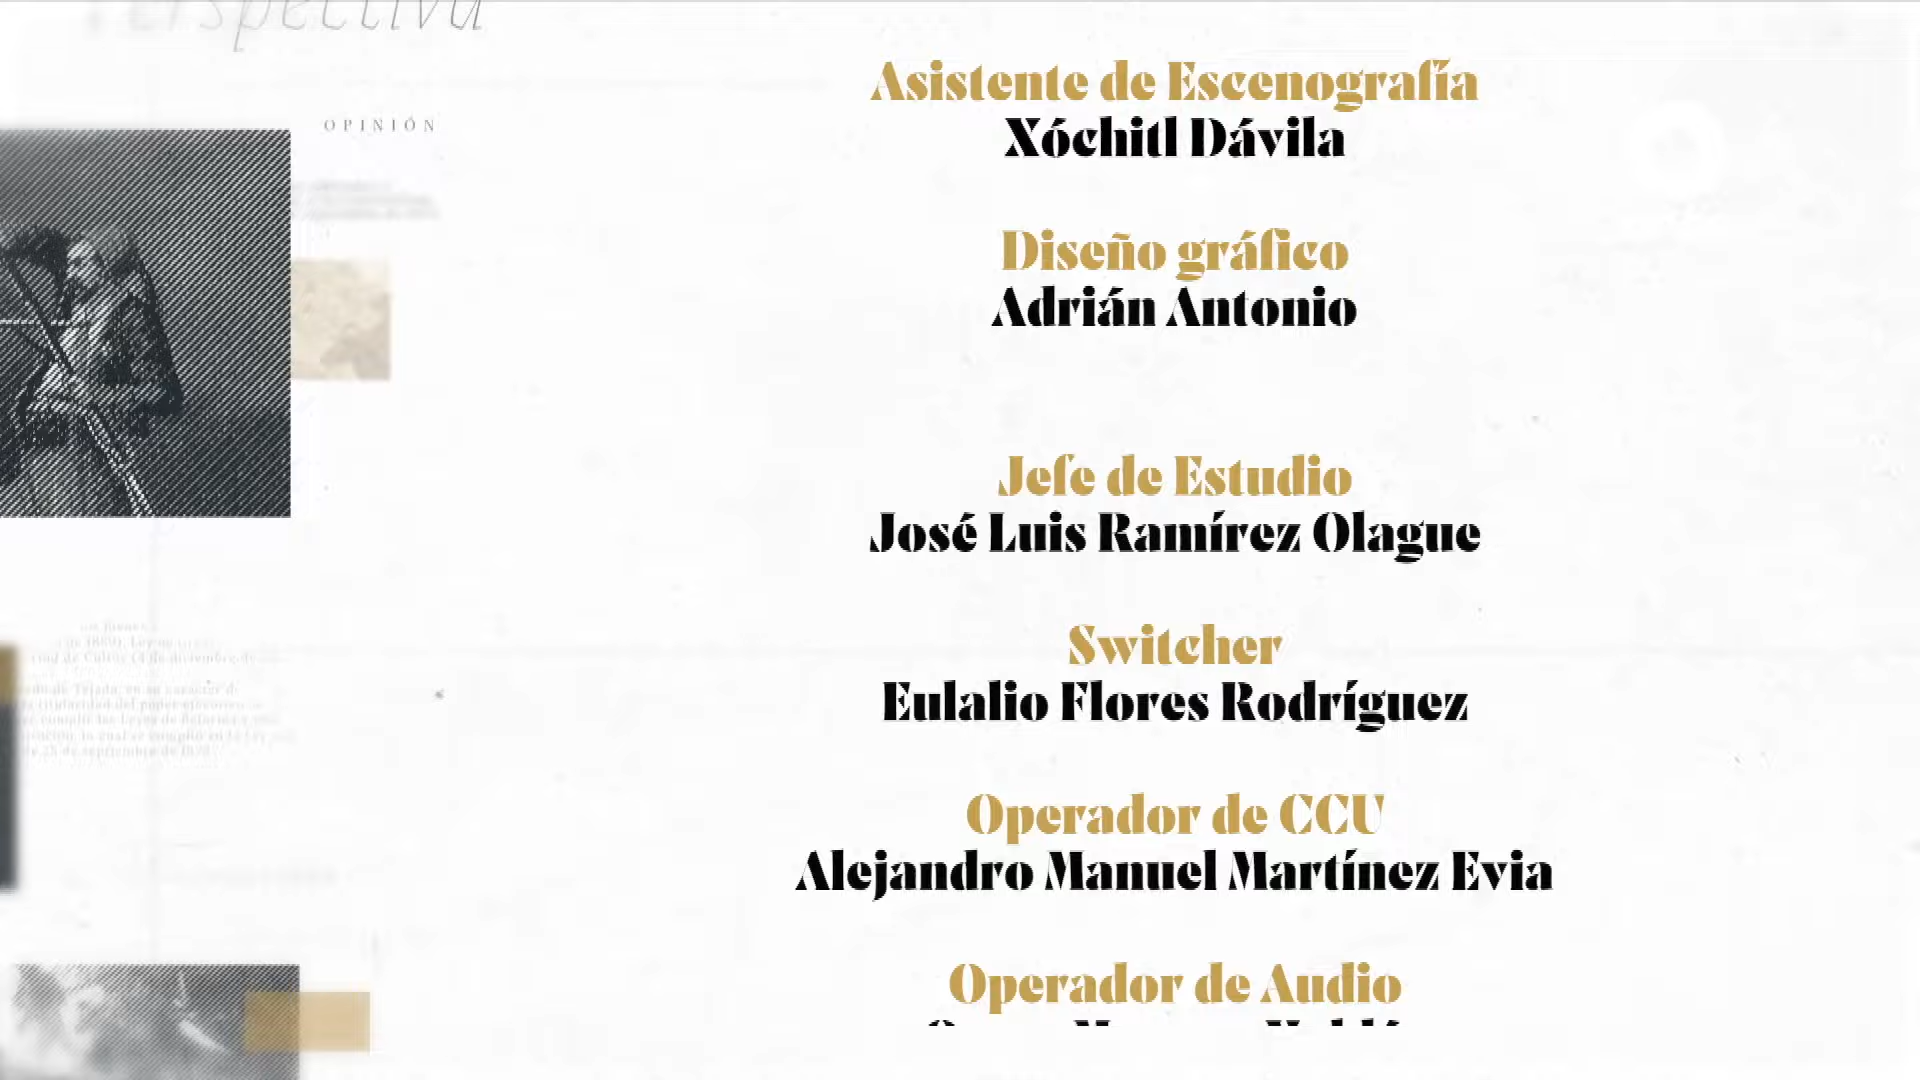 Perspectiva
OPINIÓN
Asistente de Escenografía
Xóchitl Dávila
Diseño gráfico
Adrián Antonio
Jefe de Estudio
José Luis Ramírez Olague
Switcher
Eulalio Flores Rodríguez
Operador de CCU
Alejandro Manuel Martínez Evia
Operador de Audio